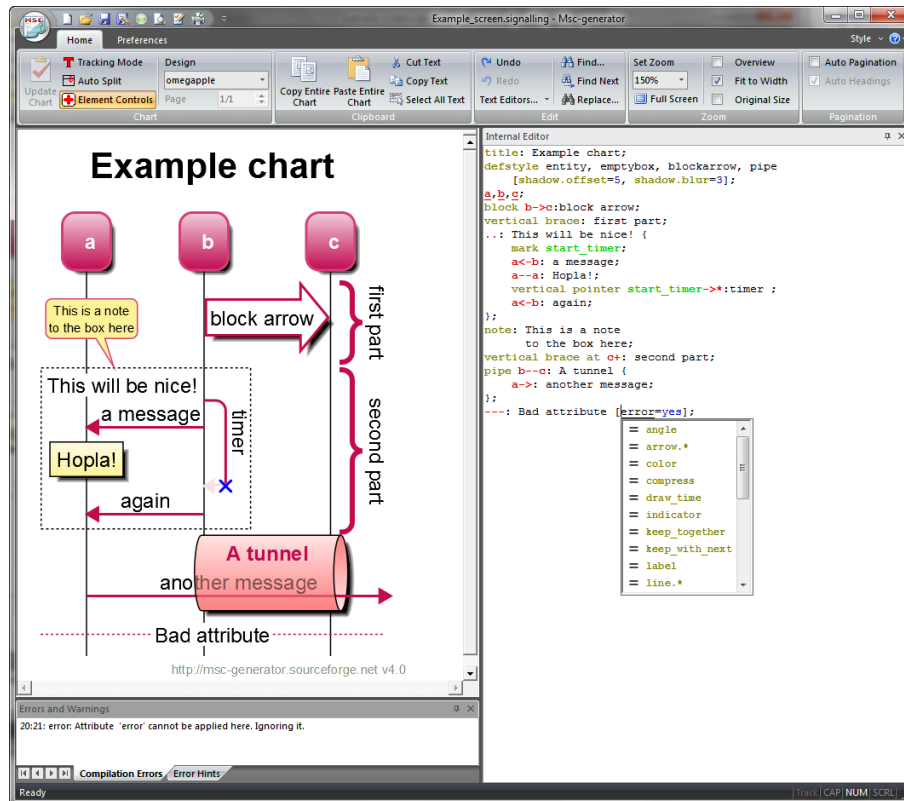 MSC
Example_screen.signalling - Msc-generator
Home Preferences
Style
Update
Chart
Tracking Mode
Auto Split
Element Controls
Design
omegapple
Page 1/1
Chart
Copy Entire
Chart
Paste Entire
Chart
Cut Text
Copy Text
Select All Text
Clipboard
Undo
Redo
Text Editors...
Find...
Find Next
Replace...
Edit
Set Zoom
150%
Full Screen
Overview
Fit to Width
Original Size
Zoom
Auto Pagination
Auto Headings
Pagination
Example chart
a
b
c
This is a note
to the box here
block arrow
first part
This will be nice!
a message
timer
second part
Hopla!
again
A tunnel
another message
Bad attribute
http://msc-generator.sourceforge.net v4.0
Internal Editor
title: Example chart;
defstyle entity, emptybox, blockarrow, pipe
[shadow.offset=5, shadow.blur=3];
a,b,c;
block b->c:block arrow;
vertical brace: first part;
..: This will be nice! {
mark start_timer;
a<-b: a message;
a--a: Hopla!;
vertical pointer start_timer->*:timer ;
a<-b: again;
};
note: This is a note
to the box here;
vertical brace at c+: second part;
pipe b--c: A tunnel {
a->: another message;
};
---: Bad attribute [error=yes];
= angle
= arrow.*
= color
= compress
= draw_time
= indicator
= keep_together
= keep_with_next
= label
= line.*
Errors and Warnings
20:21: error: Attribute 'error' cannot be applied here. Ignoring it.
Compilation Errors Error Hints
Ready
Track CAP NUM SCRL